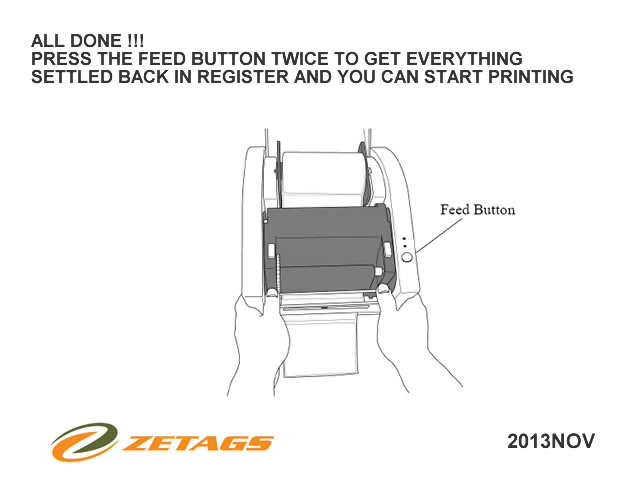 ALL DONE !!!
PRESS THE FEED BUTTON TWICE TO GET EVERYTHING
SETTLED BACK IN REGISTER AND YOU CAN START PRINTING
Feed Button
ZETAGS
2013NOV